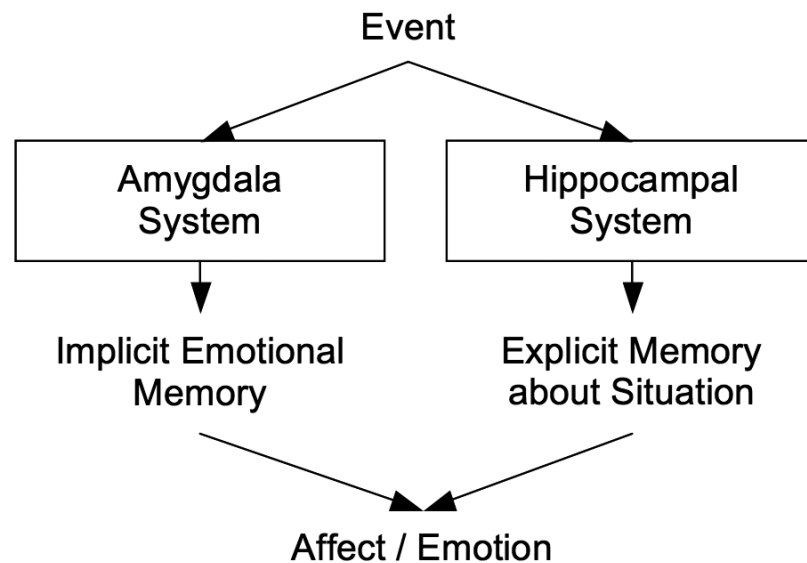 Event
Amygdala
System
Hippocampal
System
Implicit Emotional
Memory
Explicit Memory
about Situation
Affect / Emotion